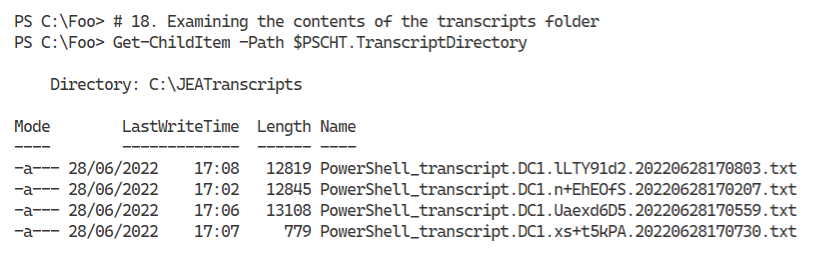 PS C:\Foo> # 18. Examining the contents of the transcripts folder
PS C:\Foo> Get-ChildItem -Path $PSCHT.TranscriptDirectory
Directory: C:\JEATranscripts
Mode LastWriteTime Length Name
---- ------------- ------ ----
-a--- 28/06/2022 17:08 12819 PowerShell_transcript.DC1.lLTY91d2.20220628170803.txt
-a--- 28/06/2022 17:02 12845 PowerShell_transcript.DC1.n+EhEOfS.20220628170207.txt
-a--- 28/06/2022 17:06 13108 PowerShell_transcript.DC1.Uaexd6D5.20220628170559.txt
-a--- 28/06/2022 17:07 779 PowerShell_transcript.DC1.xs+t5kPA.20220628170730.txt